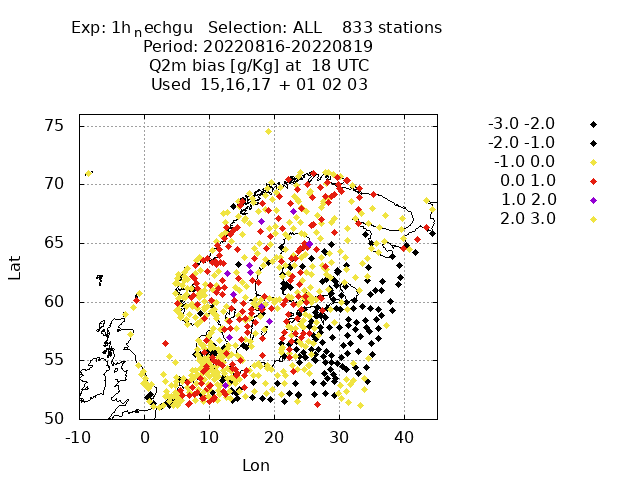 Exp: 1hnechgu Selection: ALL 833 stations
Period: 20220816-20220819
Q2m bias [g/Kg] at 18 UTC
Used 15,16,17 + 01 02 03
-3.0 -2.0
-2.0 -1.0
-1.0 0.0
0.0 1.0
1.0 2.0
2.0 3.0
75
70
65
60
55
50
Lat
-10 0 10 20 30 40
Lon